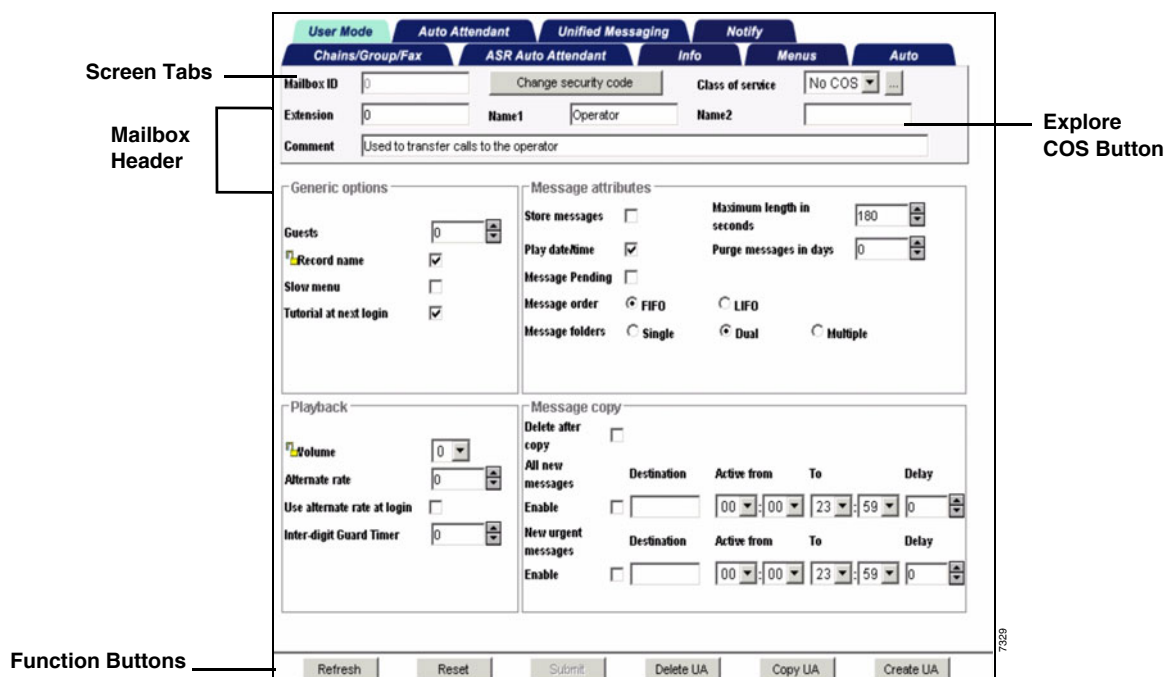 User Mode Auto Attendant Unified Messaging Notify
Chains/Group/Fax ASR Auto Attendant Info Menus Auto
Screen Tabs
Mailbox ID 0 Change security code Class of service No COS ...
Mailbox Header
Extension 0 Name1 Operator Name2
Explore COS Button
Comment Used to transfer calls to the operator
Generic options
Guests 0
Record name
Slow menu
Tutorial at next login
Message attributes
Store messages Maximum length in seconds 180
Play date/time Purge messages in days 0
Message Pending
Message order FIFO LIFO
Message folders Single Dual Multiple
Playback
Volume 0
Alternate rate 0
Use alternate rate at login
Inter-digit Guard Timer 0
Message copy
Delete after copy
All new messages Destination Active from To Delay
Enable 00 : 00 23 : 59 0
New urgent messages Destination Active from To Delay
Enable 00 : 00 23 : 59 0
7329
Function Buttons
Refresh Reset Submit Delete UA Copy UA Create UA